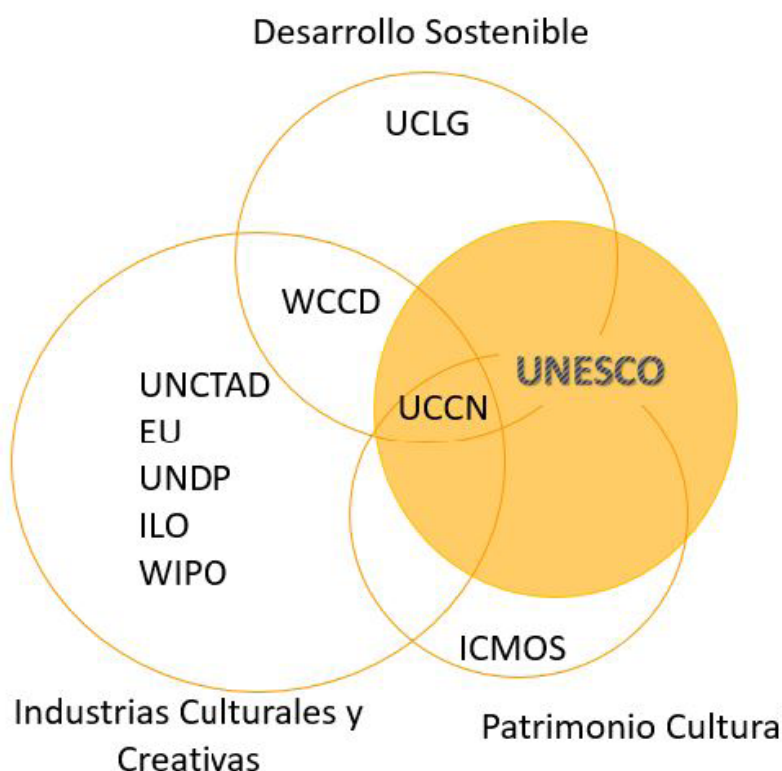 Desarrollo Sostenible
UCLG
WCCD
UNESCO
UNCTAD
UCCN
EU
UNDP
ILO
WIPO
ICMOS
Industrias Culturales y
Creativas
Patrimonio Cultura